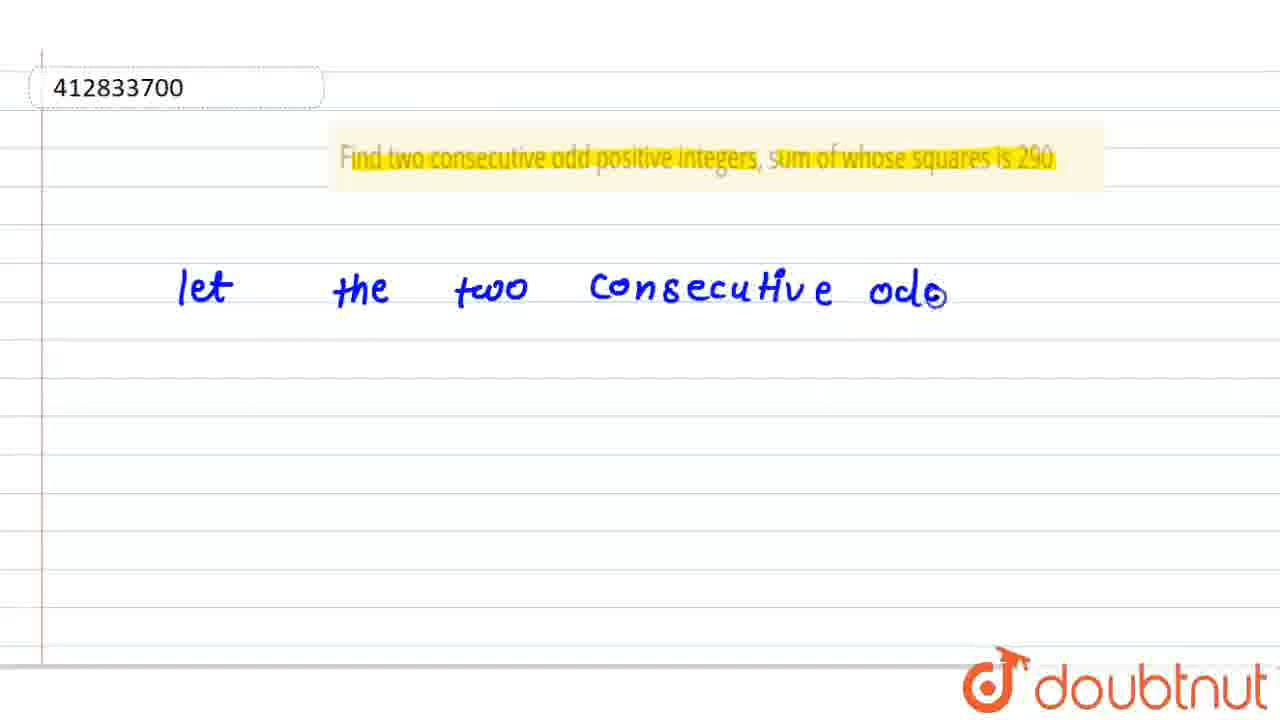 412833700
Find two consecutive odd positive integers, sum of whose squares is 290
let the two consecutive odd
doubtnut